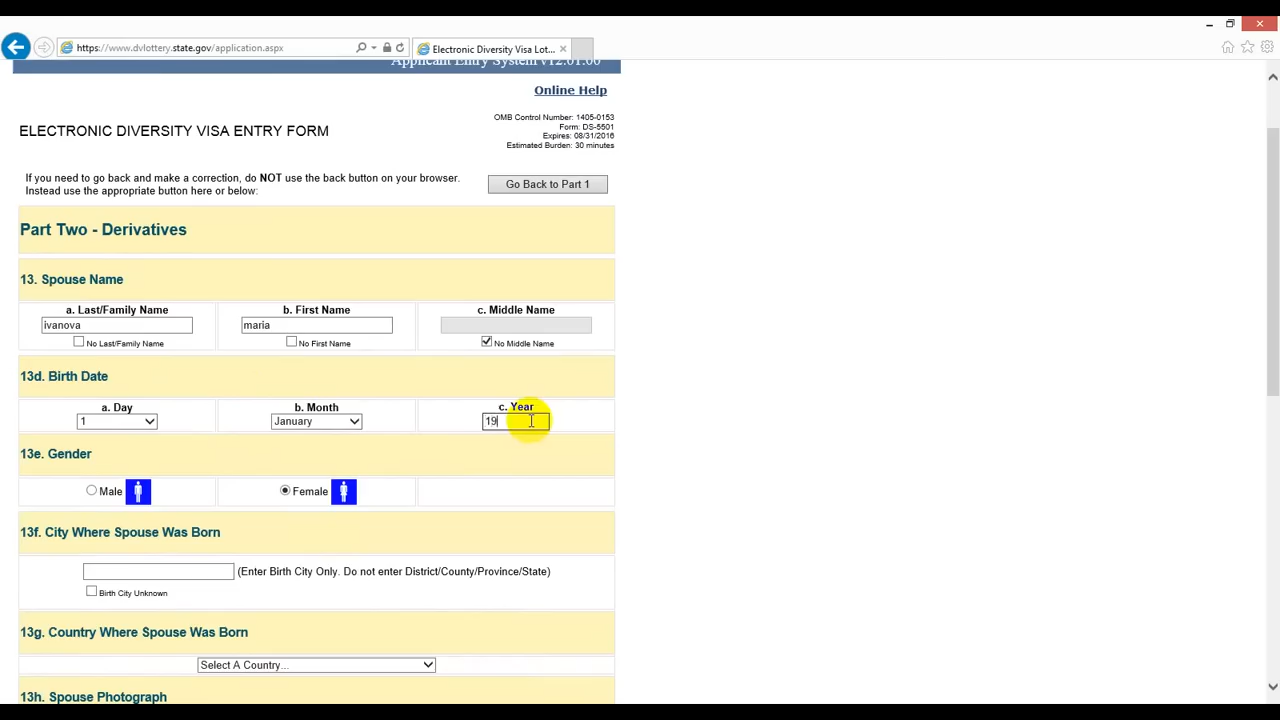 https://www.dvlottery.state.gov/application.aspx
Electronic Diversity Visa Lot...
Applicant Entry System v12.01.00
Online Help
OMB Control Number: 1405-0153
Form: DS-5501
Expires: 08/31/2016
Estimated Burden: 30 minutes
ELECTRONIC DIVERSITY VISA ENTRY FORM
If you need to go back and make a correction, do NOT use the back button on your browser.
Instead use the appropriate button here or below:
Go Back to Part 1
Part Two - Derivatives
13. Spouse Name
a. Last/Family Name b. First Name c. Middle Name
ivanova maria
No Last/Family Name No First Name No Middle Name
13d. Birth Date
a. Day b. Month c. Year
1 January 19
13e. Gender
Male Female
13f. City Where Spouse Was Born
(Enter Birth City Only. Do not enter District/County/Province/State)
Birth City Unknown
13g. Country Where Spouse Was Born
Select A Country...
13h. Spouse Photograph